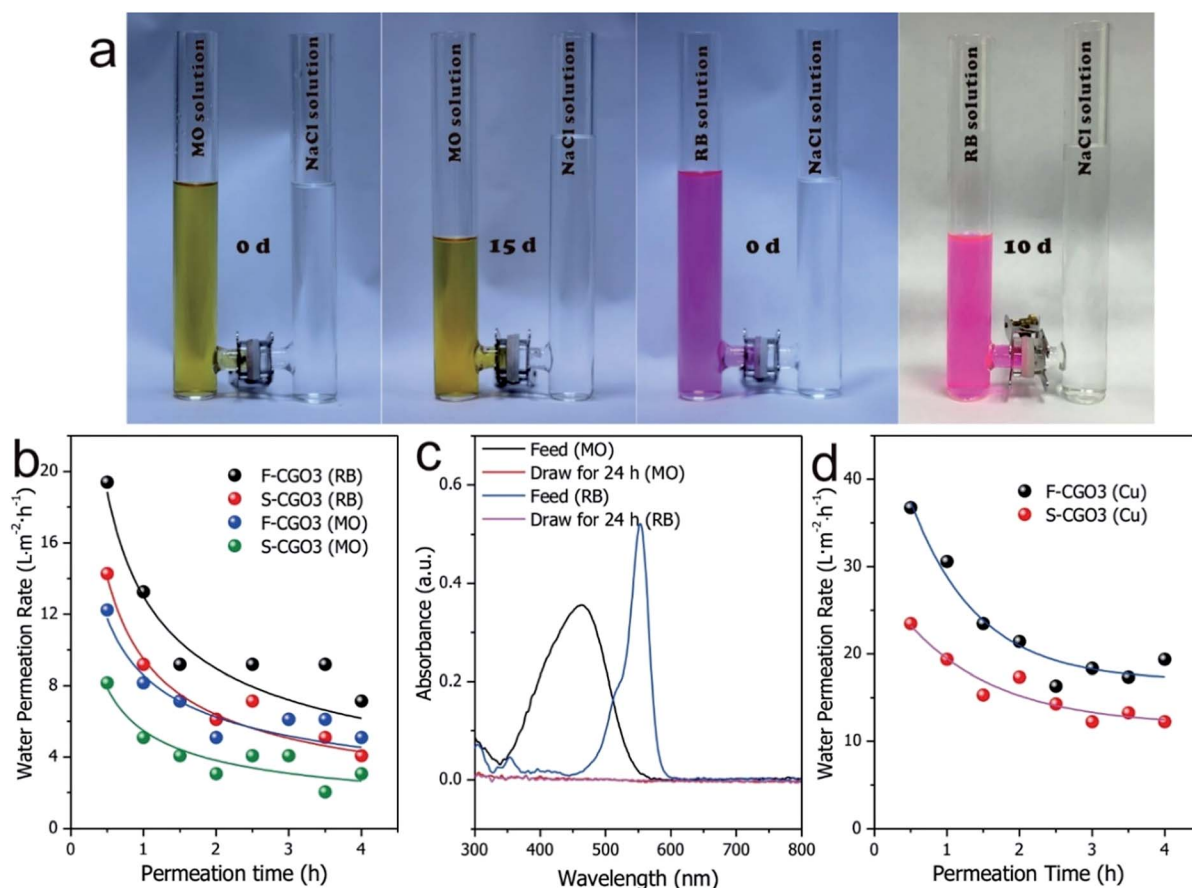 a
MO solution
NaCl solution
0 d
MO solution
NaCl solution
15 d
RB solution
NaCl solution
0 d
RB solution
NaCl solution
10 d
b
Water Permeation Rate (L·m⁻²·h⁻¹)
20
16
12
8
4
0
F-CGO3 (RB)
S-CGO3 (RB)
F-CGO3 (MO)
S-CGO3 (MO)
0 1 2 3 4
Permeation time (h)
c
Absorbance (a.u.)
0.6
0.4
0.2
0.0
Feed (MO)
Draw for 24 h (MO)
Feed (RB)
Draw for 24 h (RB)
300 400 500 600 700 800
Wavelength (nm)
d
Water Permeation Rate (L·m⁻²·h⁻¹)
45
30
15
0
F-CGO3 (Cu)
S-CGO3 (Cu)
0 1 2 3 4
Permeation Time (h)